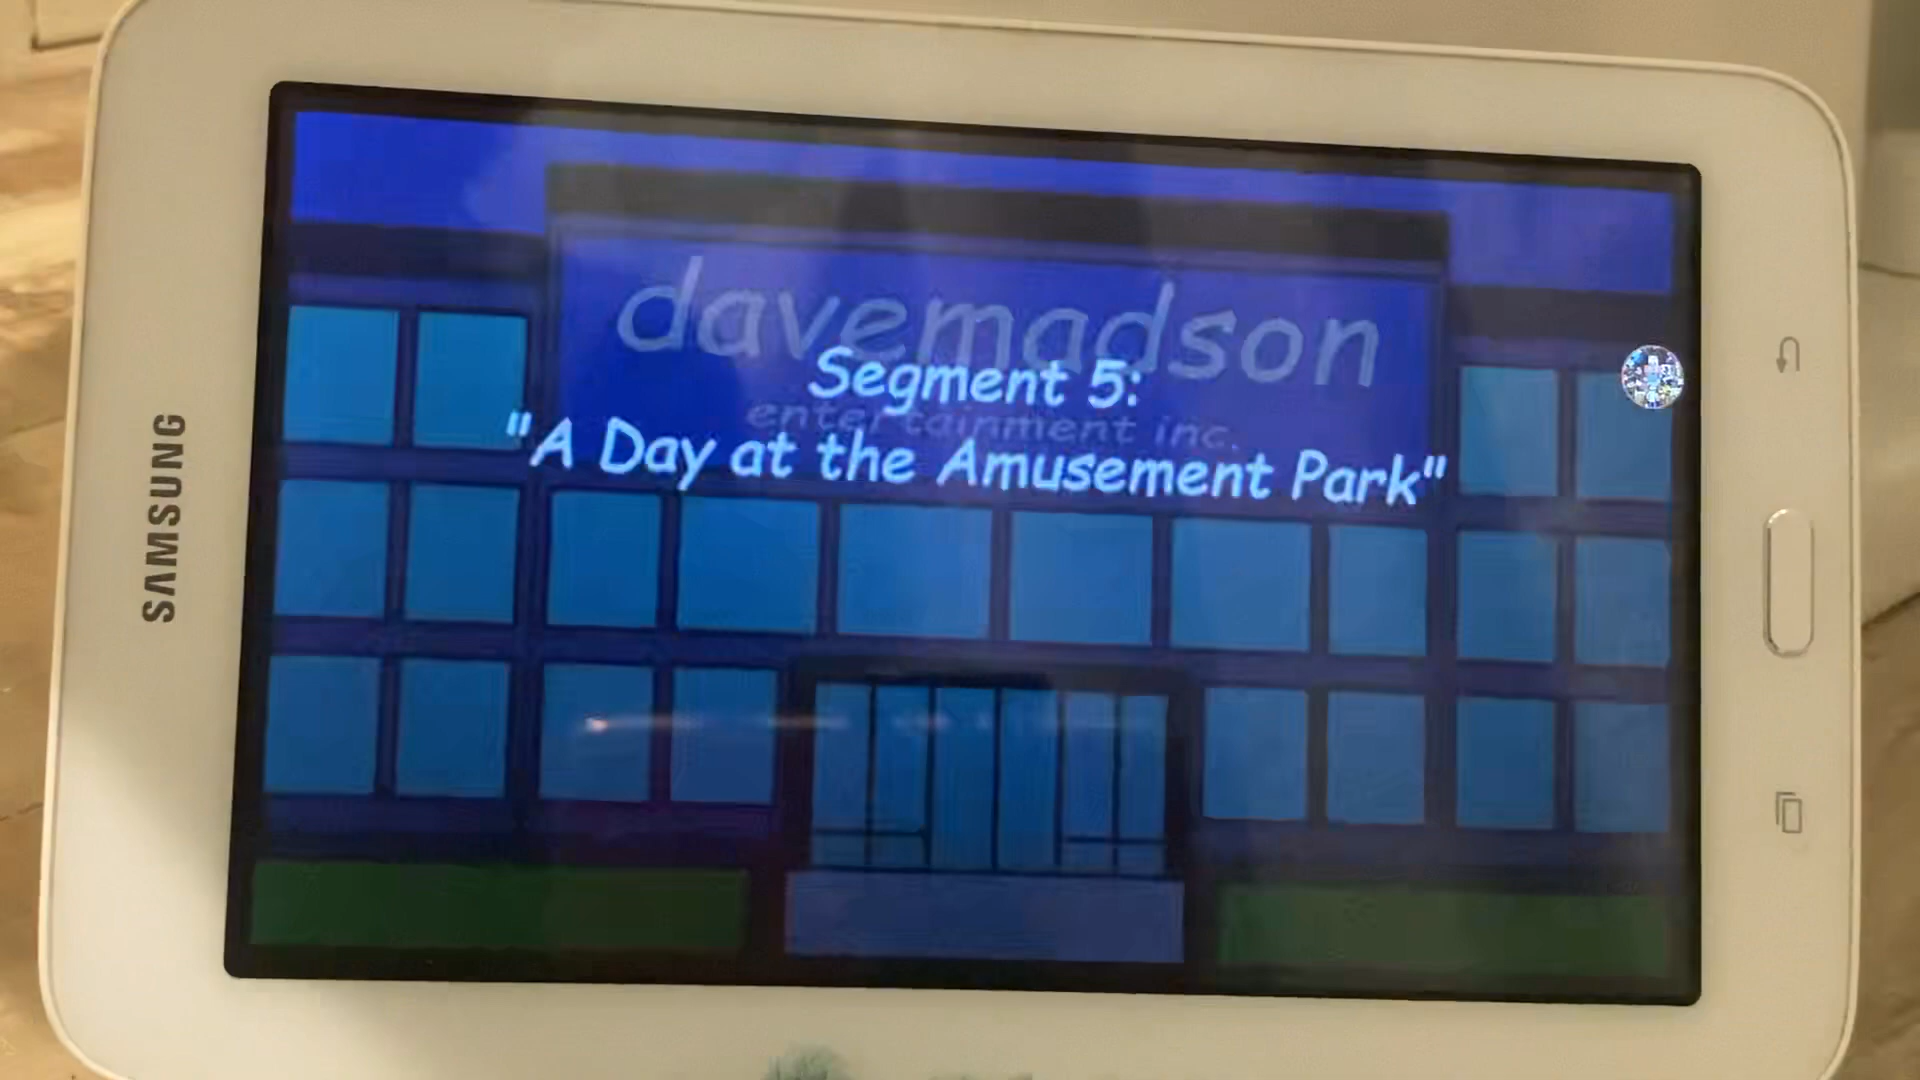 SAMSUNG
davemadson
Segment 5:
entertainment inc.
"A Day at the Amusement Park"